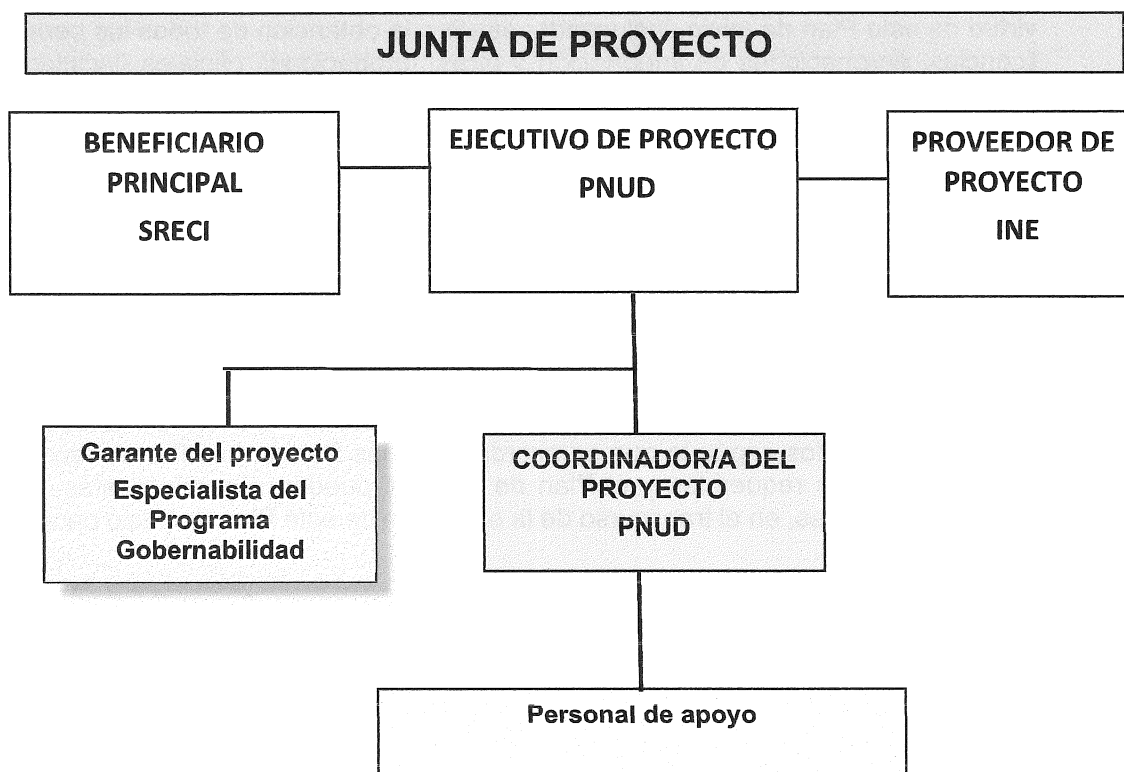 JUNTA DE PROYECTO
BENEFICIARIO
PRINCIPAL
SRECI
EJECUTIVO DE PROYECTO
PNUD
PROVEEDOR DE
PROYECTO
INE
Garante del proyecto
Especialista del
Programa
Gobernabilidad
COORDINADOR/A DEL
PROYECTO
PNUD
Personal de apoyo